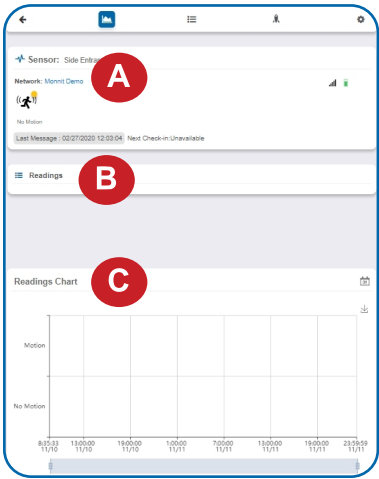 Sensor: Side Entran
A
Network: Monnit Demo
No Motion
Last Message : 02/27/2020 12:03:04 Next Check-in:Unavailable
Readings
B
Readings Chart
C
31
Motion
No Motion
8:35:33 13:00:00 19:00:00 1:00:00 7:00:00 13:00:00 19:00:00 23:59:59
11/10 11/10 11/10 11/11 11/11 11/11 11/11 11/11